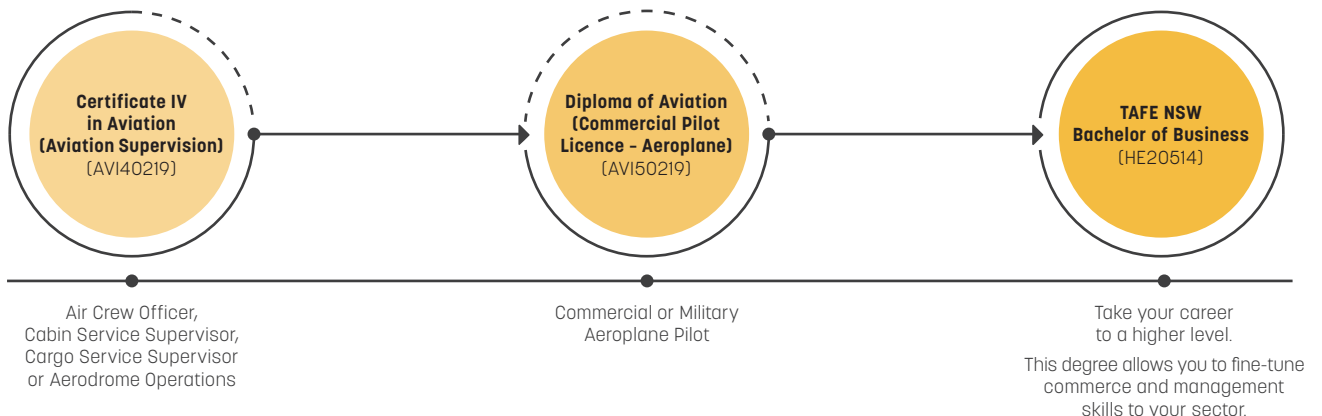 Certificate IV
in Aviation
(Aviation Supervision)
(AVI40219)
Diploma of Aviation
(Commercial Pilot
Licence – Aeroplane)
(AVI50219)
TAFE NSW
Bachelor of Business
(HE20514)
Air Crew Officer,
Cabin Service Supervisor,
Cargo Service Supervisor
or Aerodrome Operations
Commercial or Military
Aeroplane Pilot
Take your career
to a higher level.
This degree allows you to fine-tune
commerce and management
skills to your sector.